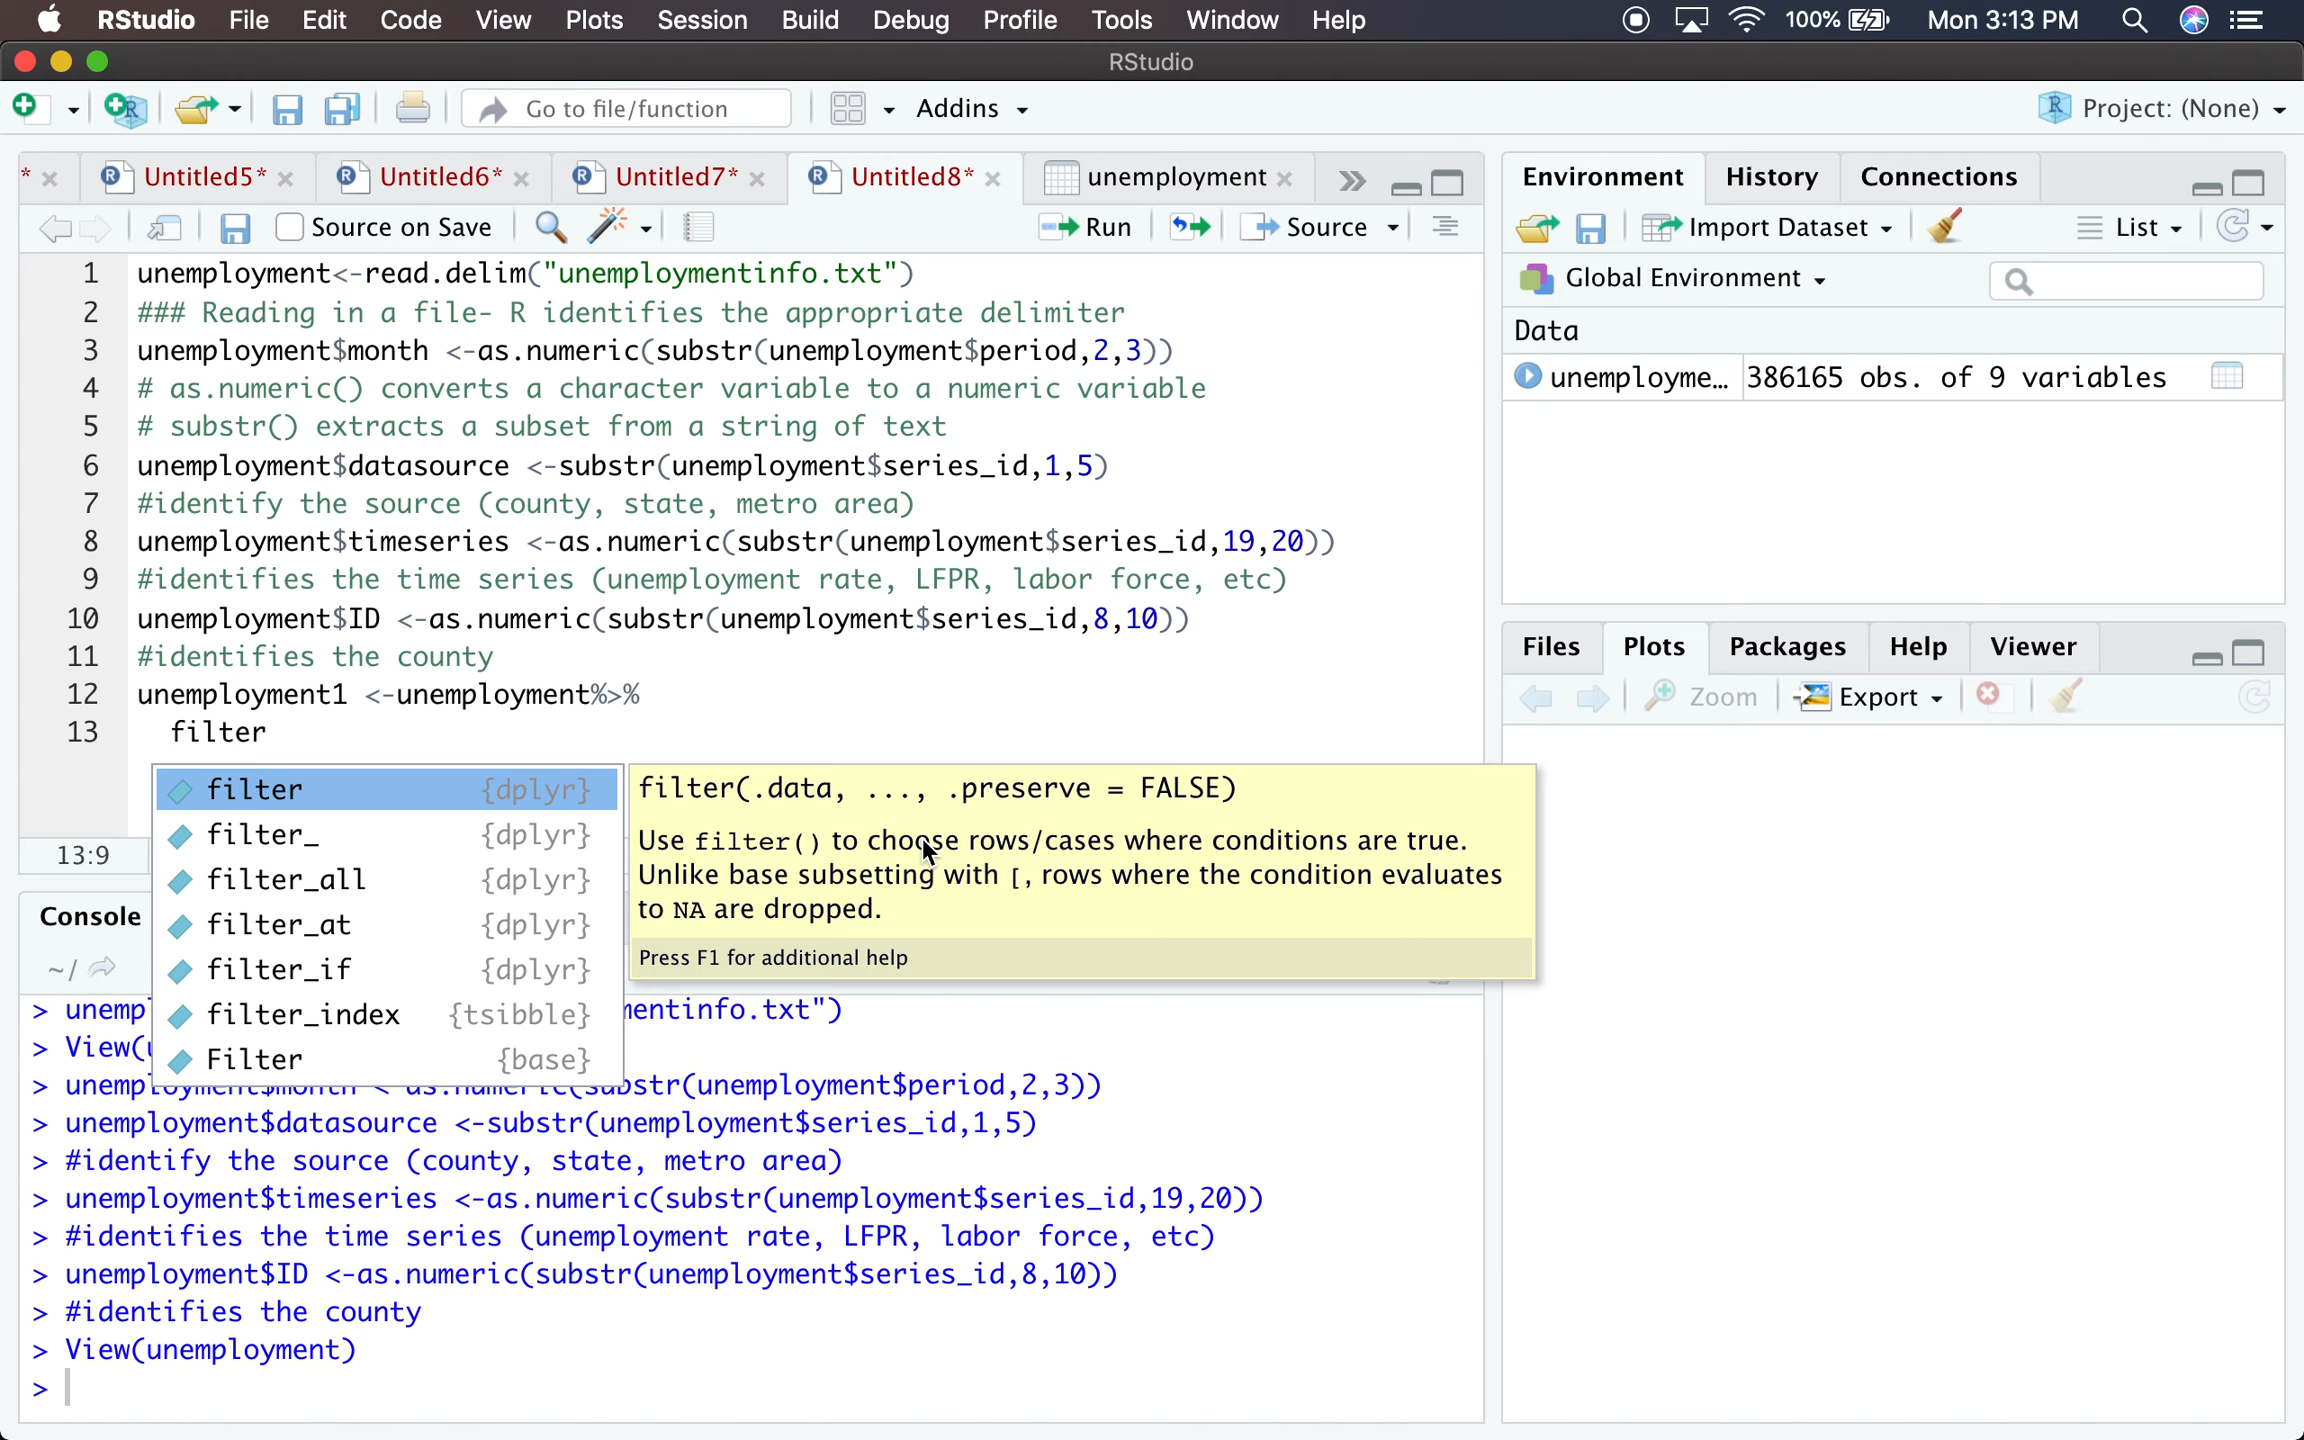 RStudio File Edit Code View Plots Session Build Debug Profile Tools Window Help 100% Mon 3:13 PM
RStudio
Go to file/function Addins Project: (None)
* Untitled5* Untitled6* Untitled7* Untitled8* unemployment
Source on Save Run Source
1 unemployment<-read.delim("unemploymentinfo.txt")
2 ### Reading in a file- R identifies the appropriate delimiter
3 unemployment$month <-as.numeric(substr(unemployment$period,2,3))
4 # as.numeric() converts a character variable to a numeric variable
5 # substr() extracts a subset from a string of text
6 unemployment$datasource <-substr(unemployment$series_id,1,5)
7 #identify the source (county, state, metro area)
8 unemployment$timeseries <-as.numeric(substr(unemployment$series_id,19,20))
9 #identifies the time series (unemployment rate, LFPR, labor force, etc)
10 unemployment$ID <-as.numeric(substr(unemployment$series_id,8,10))
11 #identifies the county
12 unemployment1 <-unemployment%>%
13 filter
13:9
filter {dplyr}
filter_ {dplyr}
filter_all {dplyr}
filter_at {dplyr}
filter_if {dplyr}
filter_index {tsibble}
Filter {base}
filter(.data, ..., .preserve = FALSE)
Use filter() to choose rows/cases where conditions are true.
Unlike base subsetting with [, rows where the condition evaluates
to NA are dropped.
Press F1 for additional help
Console
~/
> unemp mentinfo.txt")
> View(
> unemployment$month <-as.numeric(substr(unemployment$period,2,3))
> unemployment$datasource <-substr(unemployment$series_id,1,5)
> #identify the source (county, state, metro area)
> unemployment$timeseries <-as.numeric(substr(unemployment$series_id,19,20))
> #identifies the time series (unemployment rate, LFPR, labor force, etc)
> unemployment$ID <-as.numeric(substr(unemployment$series_id,8,10))
> #identifies the county
> View(unemployment)
>
Environment History Connections
Import Dataset List
Global Environment
Data
unemployme... 386165 obs. of 9 variables
Files Plots Packages Help Viewer
Zoom Export